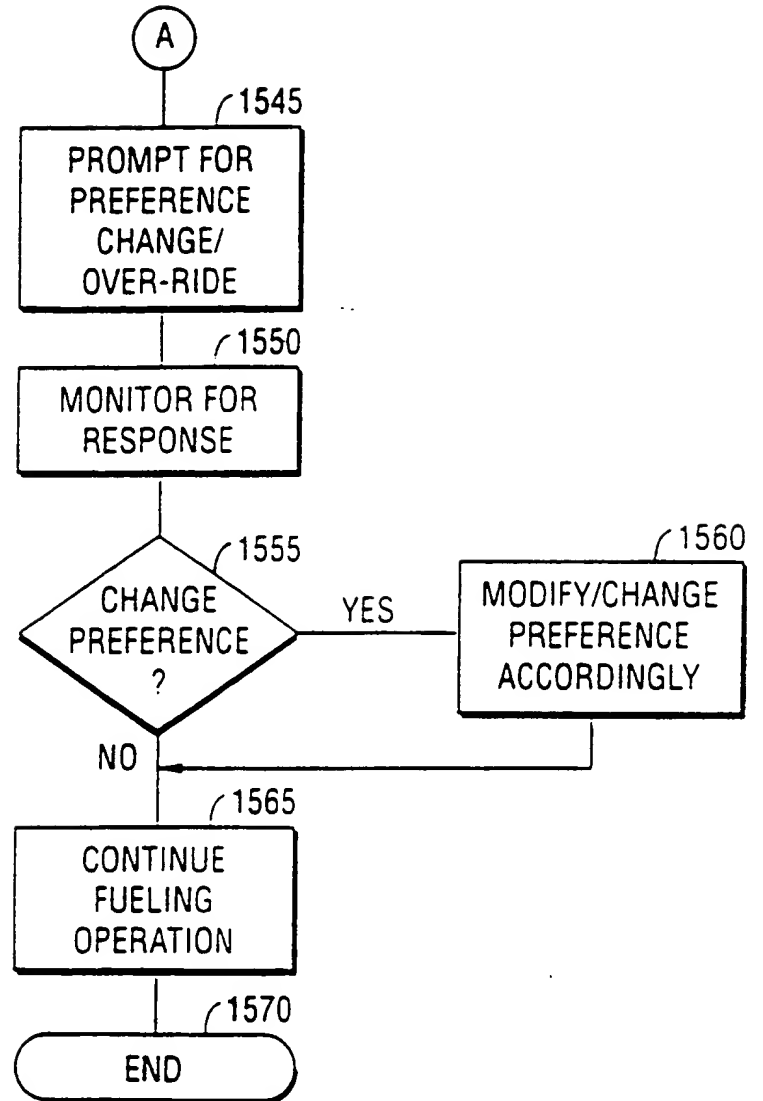 A
1545
PROMPT FOR
PREFERENCE
CHANGE/
OVER-RIDE
1550
MONITOR FOR
RESPONSE
1555
CHANGE
PREFERENCE
?
YES
1560
MODIFY/CHANGE
PREFERENCE
ACCORDINGLY
NO
1565
CONTINUE
FUELING
OPERATION
1570
END